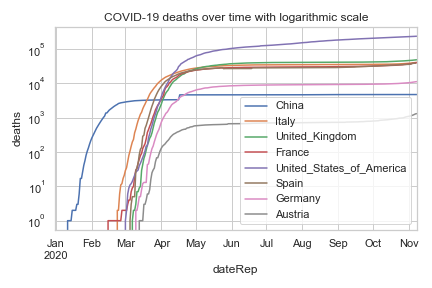 COVID-19 deaths over time with logarithmic scale
deaths
10^5
10^4
10^3
10^2
10^1
10^0
China
Italy
United_Kingdom
France
United_States_of_America
Spain
Germany
Austria
Jan Feb Mar Apr May Jun Jul Aug Sep Oct Nov
2020
dateRep